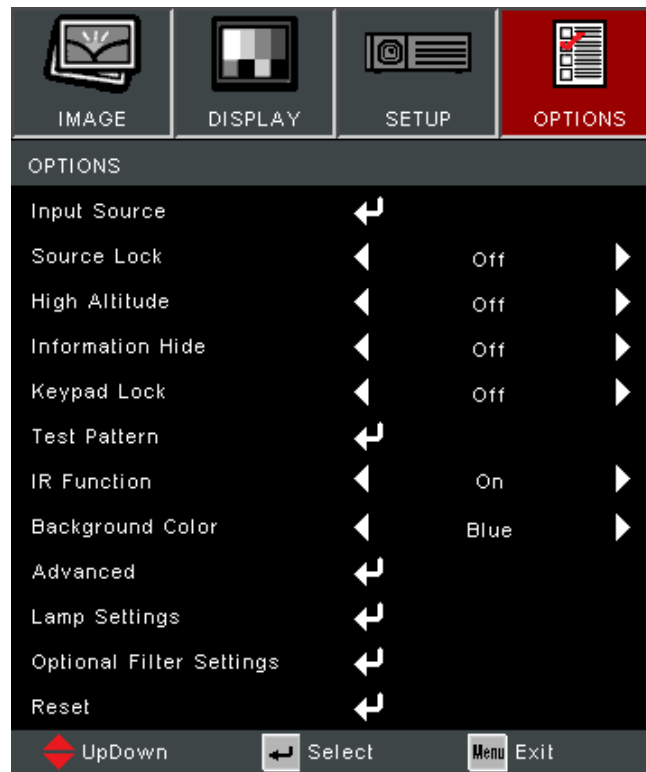 IMAGE DISPLAY SETUP OPTIONS
OPTIONS
Input Source
Source Lock Off
High Altitude Off
Information Hide Off
Keypad Lock Off
Test Pattern
IR Function On
Background Color Blue
Advanced
Lamp Settings
Optional Filter Settings
Reset
UpDown Select Menu Exit